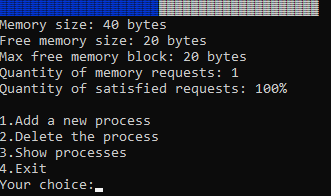 Memory size: 40 bytes
Free memory size: 20 bytes
Max free memory block: 20 bytes
Quantity of memory requests: 1
Quantity of satisfied requests: 100%
1.Add a new process
2.Delete the process
3.Show processes
4.Exit
Your choice: